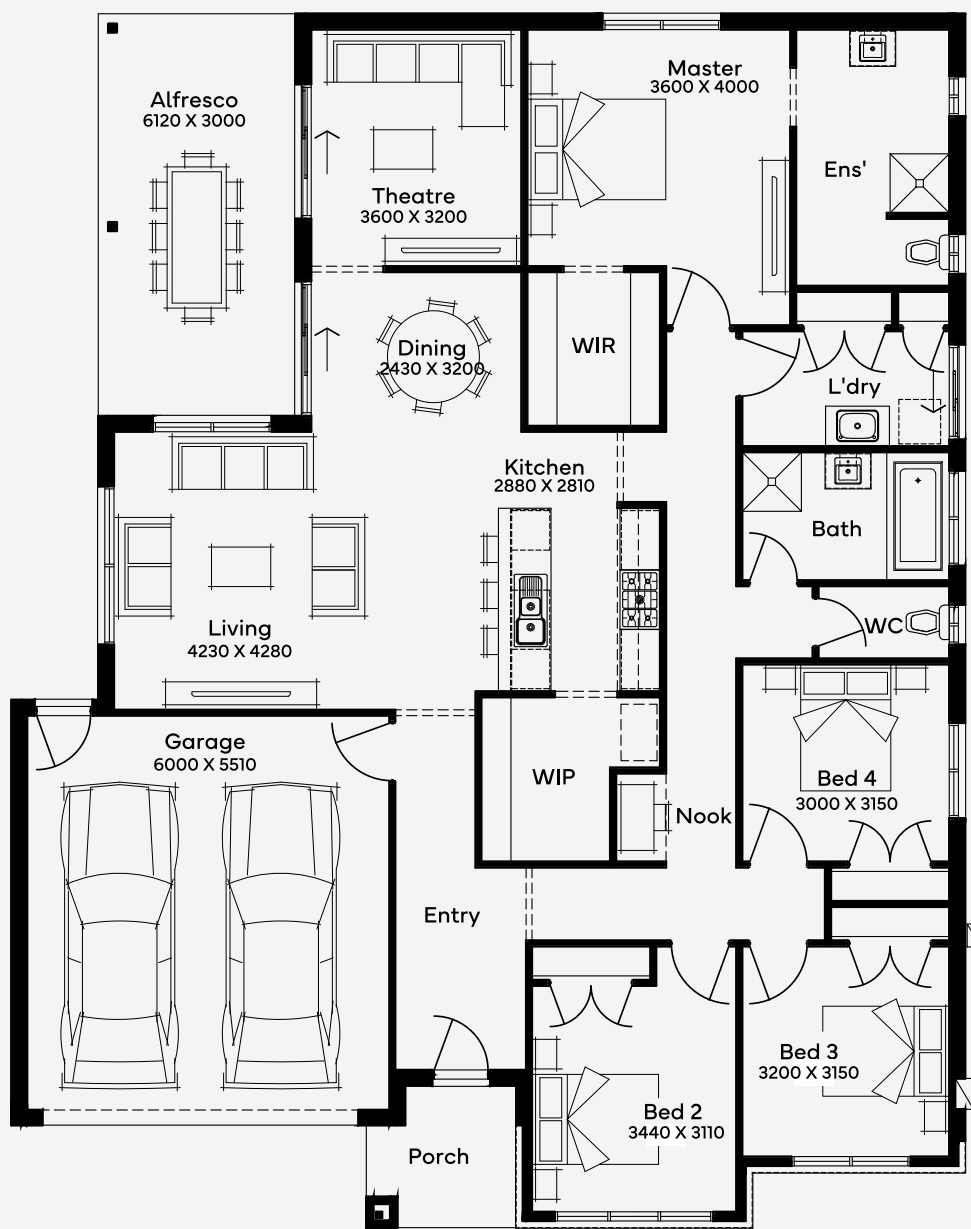 Alfresco
6120 X 3000
Theatre
3600 X 3200
Master
3600 X 4000
Ens'
Dining
2430 X 3200
WIR
L'dry
Kitchen
2880 X 2810
Bath
Living
4230 X 4280
WC
Garage
6000 X 5510
WIP
Nook
Bed 4
3000 X 3150
Entry
Bed 3
3200 X 3150
Bed 2
3440 X 3110
Porch